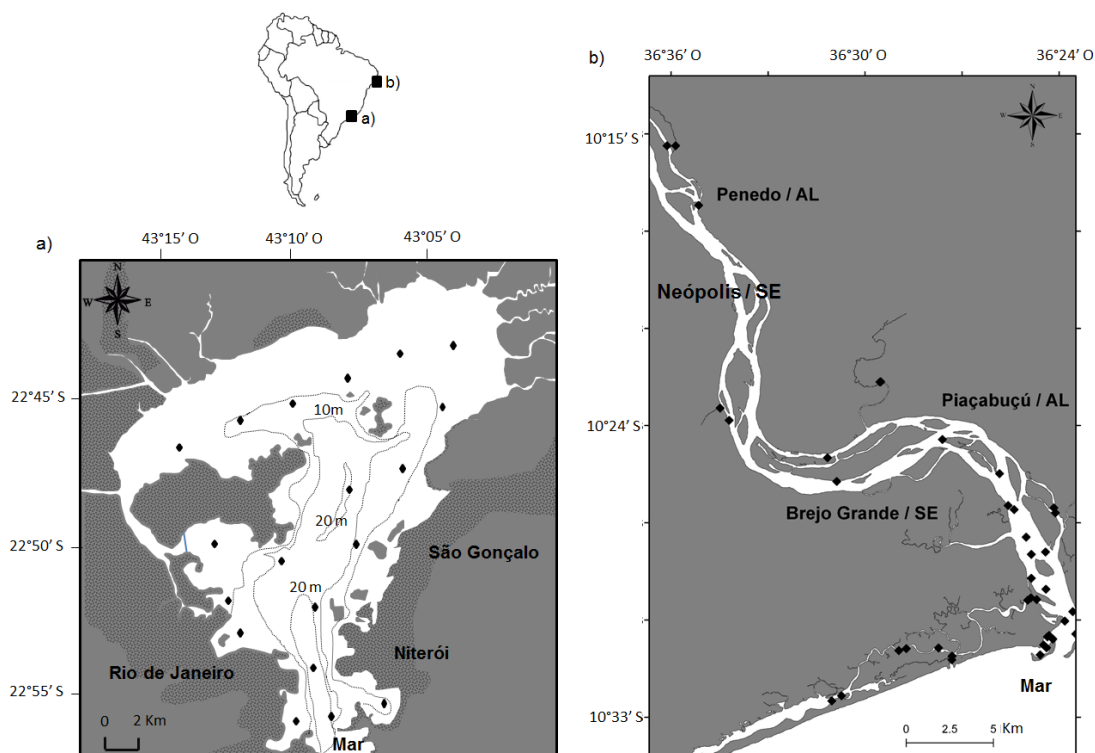 b)
a)
a)
43°15′ O 43°10′ O 43°05′ O
N
W E
S
22°45′ S
10m
20 m
22°50′ S
São Gonçalo
20 m
Niterói
Rio de Janeiro
22°55′ S
0 2 Km
Mar
b)
36°36′ O 36°30′ O 36°24′ O
N
W E
S
10°15′ S
Penedo / AL
Neópolis / SE
Piaçabuçú / AL
10°24′ S
Brejo Grande / SE
Mar
10°33′ S
0 2.5 5 Km